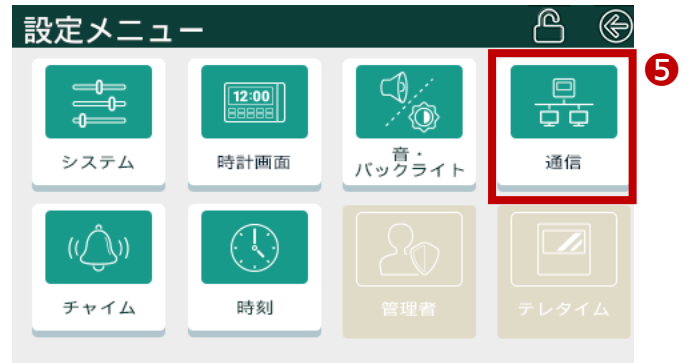 設定メニュー
❺
12:00
システム
時計画面
音・
バックライト
通信
チャイム
時刻
管理者
テレタイム